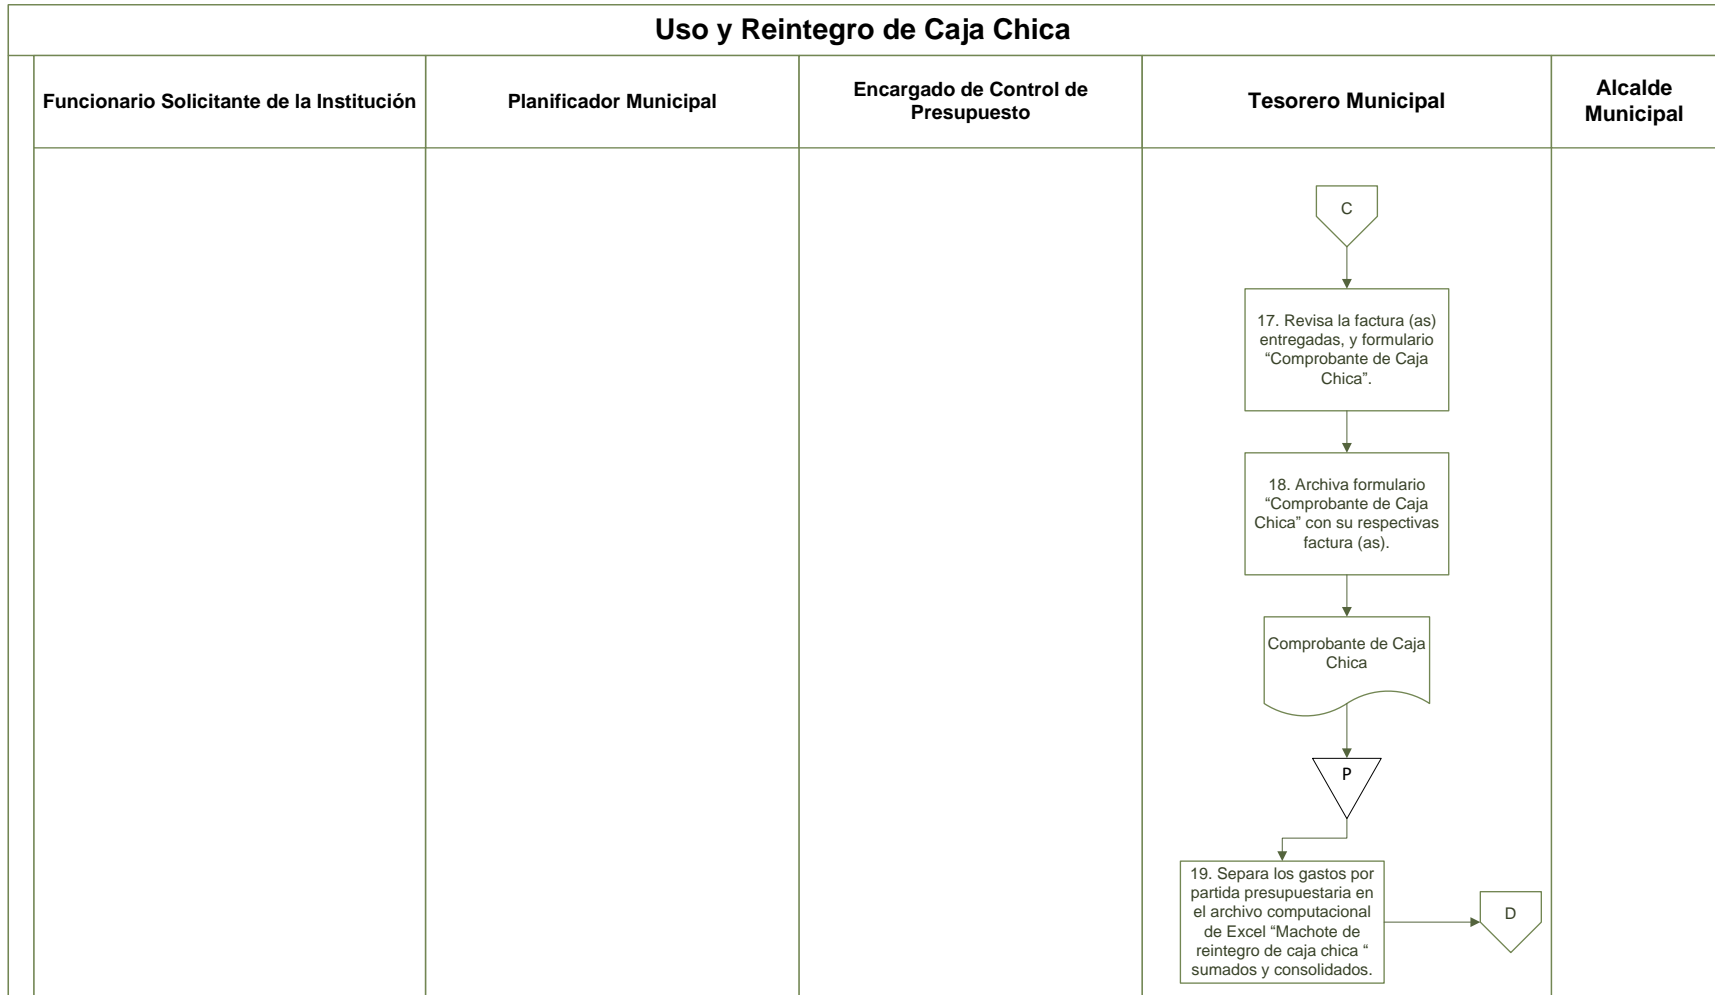 Uso y Reintegro de Caja Chica
Funcionario Solicitante de la Institución
Planificador Municipal
Encargado de Control de
Presupuesto
Tesorero Municipal
Alcalde
Municipal
C
17. Revisa la factura (as)
entregadas, y formulario
“Comprobante de Caja
Chica”.
18. Archiva formulario
“Comprobante de Caja
Chica” con su respectivas
factura (as).
Comprobante de Caja
Chica
P
19. Separa los gastos por
partida presupuestaria en
el archivo computacional
de Excel “Machote de
reintegro de caja chica “
sumados y consolidados.
D